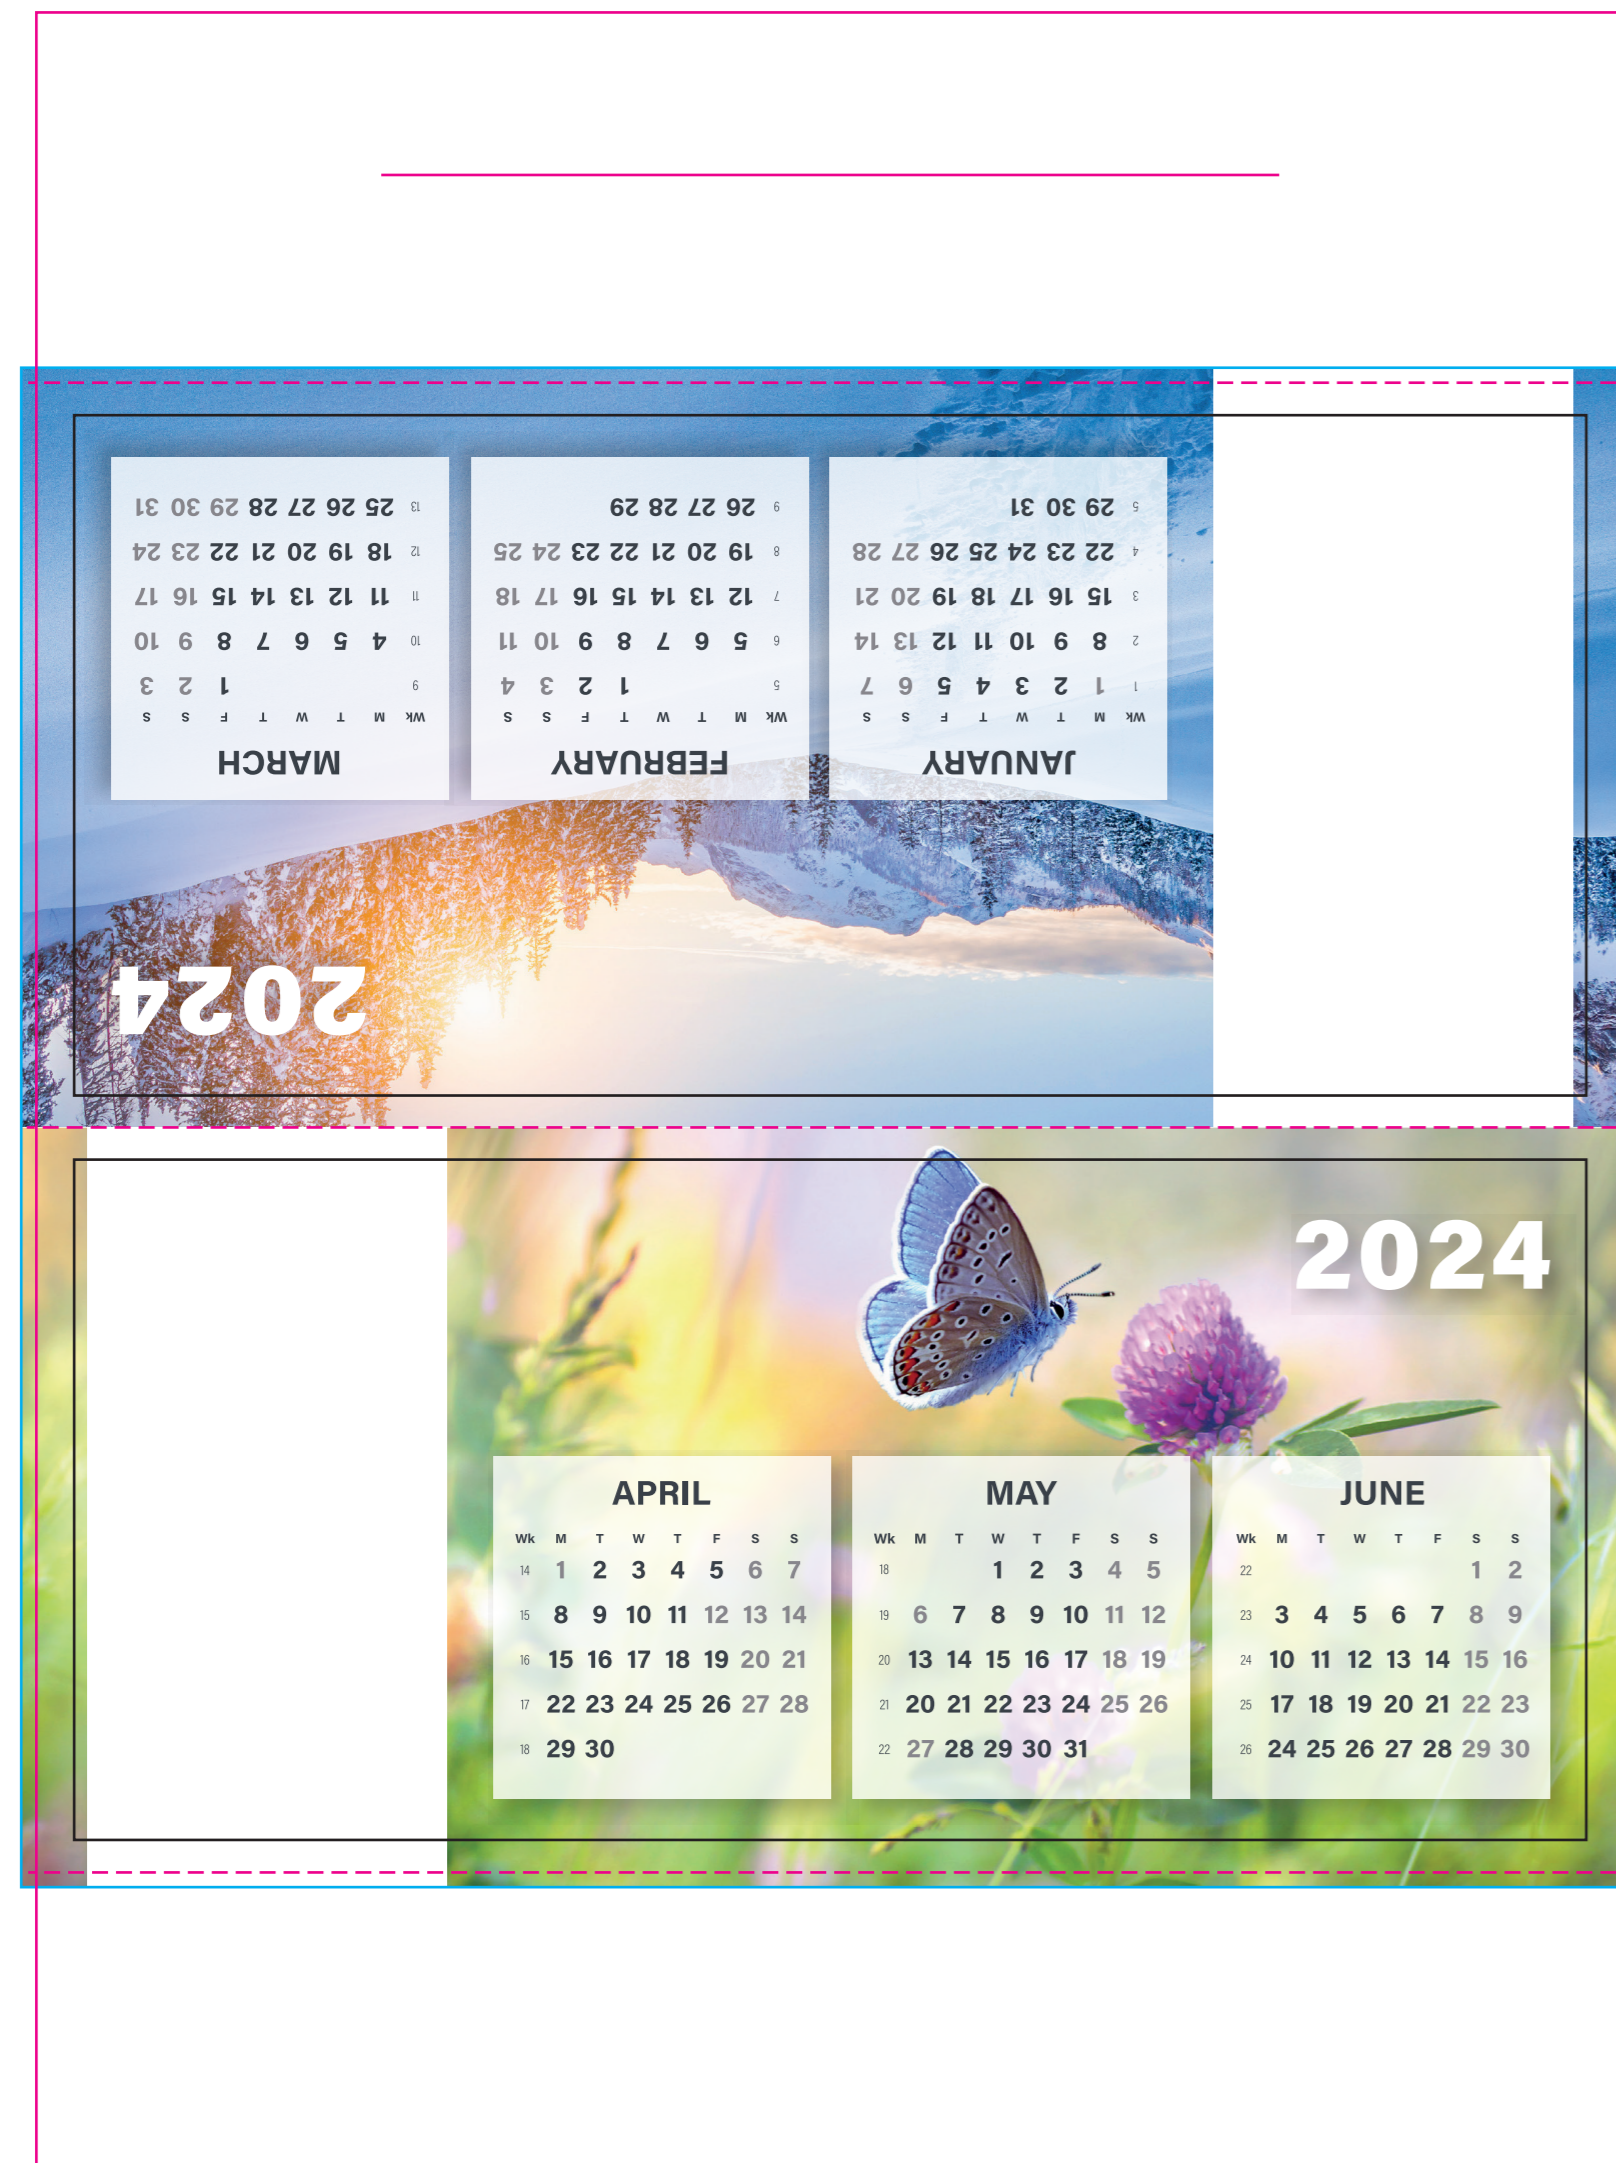 2024
JANUARY
Wk M T W T F S S
1 1 2 3 4 5 6 7
2 8 9 10 11 12 13 14
3 15 16 17 18 19 20 21
4 22 23 24 25 26 27 28
5 29 30 31
FEBRUARY
Wk M T W T F S S
5 1 2 3 4
6 5 6 7 8 9 10 11
7 12 13 14 15 16 17 18
8 19 20 21 22 23 24 25
9 26 27 28 29
MARCH
Wk M T W T F S S
9 1 2 3
10 4 5 6 7 8 9 10
11 11 12 13 14 15 16 17
12 18 19 20 21 22 23 24
13 25 26 27 28 29 30 31
2024
APRIL
Wk M T W T F S S
14 1 2 3 4 5 6 7
15 8 9 10 11 12 13 14
16 15 16 17 18 19 20 21
17 22 23 24 25 26 27 28
18 29 30
MAY
Wk M T W T F S S
18 1 2 3 4 5
19 6 7 8 9 10 11 12
20 13 14 15 16 17 18 19
21 20 21 22 23 24 25 26
22 27 28 29 30 31
JUNE
Wk M T W T F S S
22 1 2
23 3 4 5 6 7 8 9
24 10 11 12 13 14 15 16
25 17 18 19 20 21 22 23
26 24 25 26 27 28 29 30